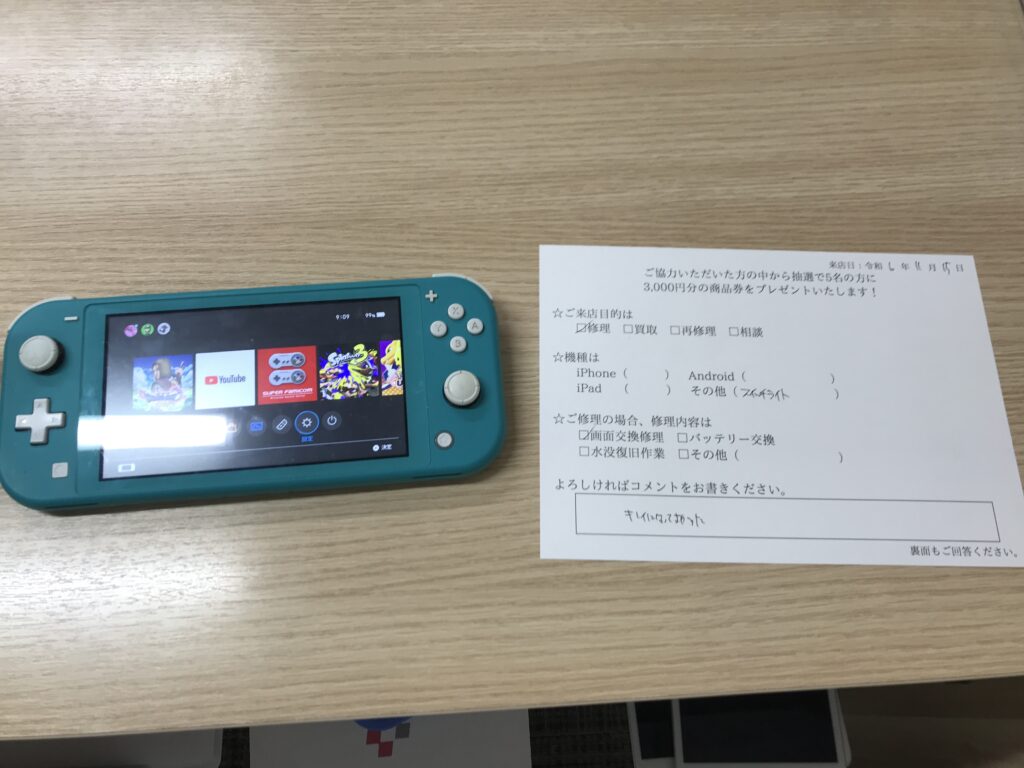 9:09 99%
YouTube
SUPER FAMICOM
設定
決定
X
Y
A
B
来店日：令和 6 年 11 月 15 日
ご協力いただいた方の中から抽選で5名の方に
3,000円分の商品券をプレゼントいたします！
☆ご来店目的は
☑修理 □買取 □再修理 □相談
☆機種は
iPhone（ ） Android（ ）
iPad （ ） その他（スイッチライト ）
☆ご修理の場合、修理内容は
☑画面交換修理 □バッテリー交換
□水没復旧作業 □その他（ ）
よろしければコメントをお書きください。
キレイになってよかった
裏面もご回答ください。